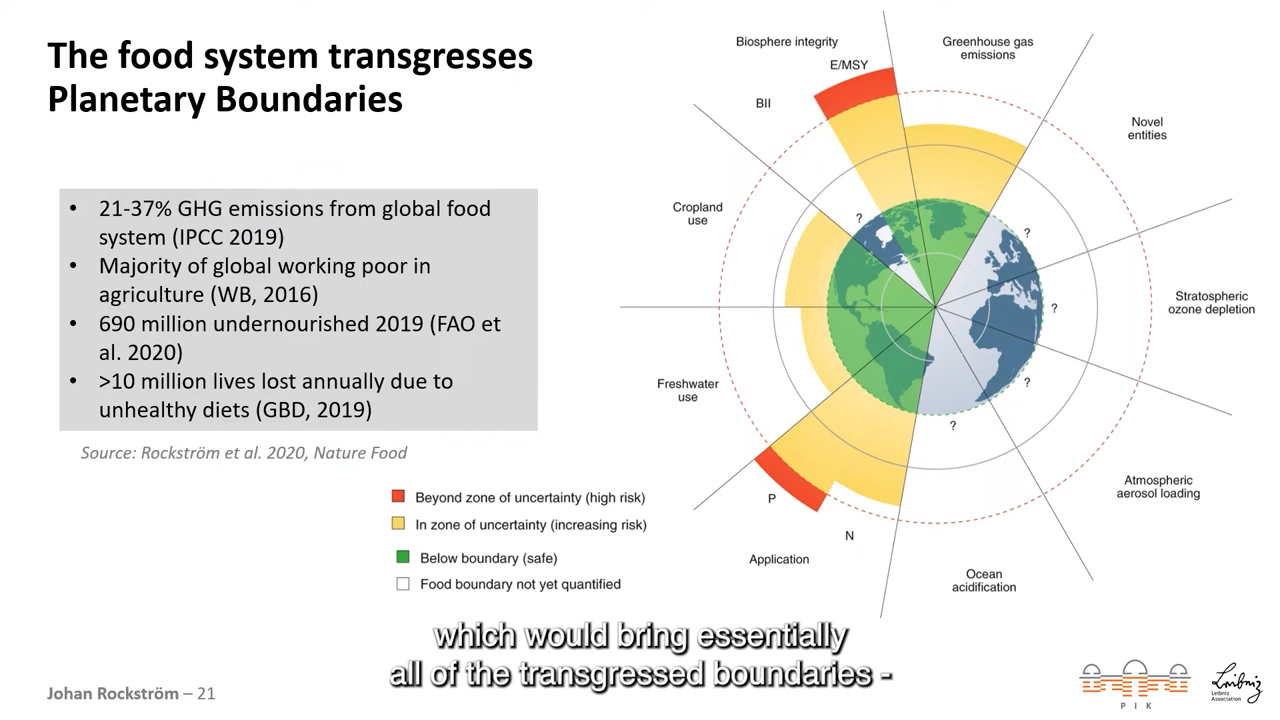 The food system transgresses
Planetary Boundaries
• 21-37% GHG emissions from global food
system (IPCC 2019)
• Majority of global working poor in
agriculture (WB, 2016)
• 690 million undernourished 2019 (FAO et
al. 2020)
• >10 million lives lost annually due to
unhealthy diets (GBD, 2019)
Source: Rockström et al. 2020, Nature Food
Biosphere integrity
E/MSY
BII
Greenhouse gas
emissions
Novel
entities
Cropland
use
?
?
Stratospheric
ozone depletion
?
Freshwater
use
?
?
Atmospheric
aerosol loading
P
N
Application
Ocean
acidification
Beyond zone of uncertainty (high risk)
In zone of uncertainty (increasing risk)
Below boundary (safe)
Food boundary not yet quantified
which would bring essentially
all of the transgressed boundaries -
Johan Rockström – 21
P I K
Leibniz
Leibniz
Association